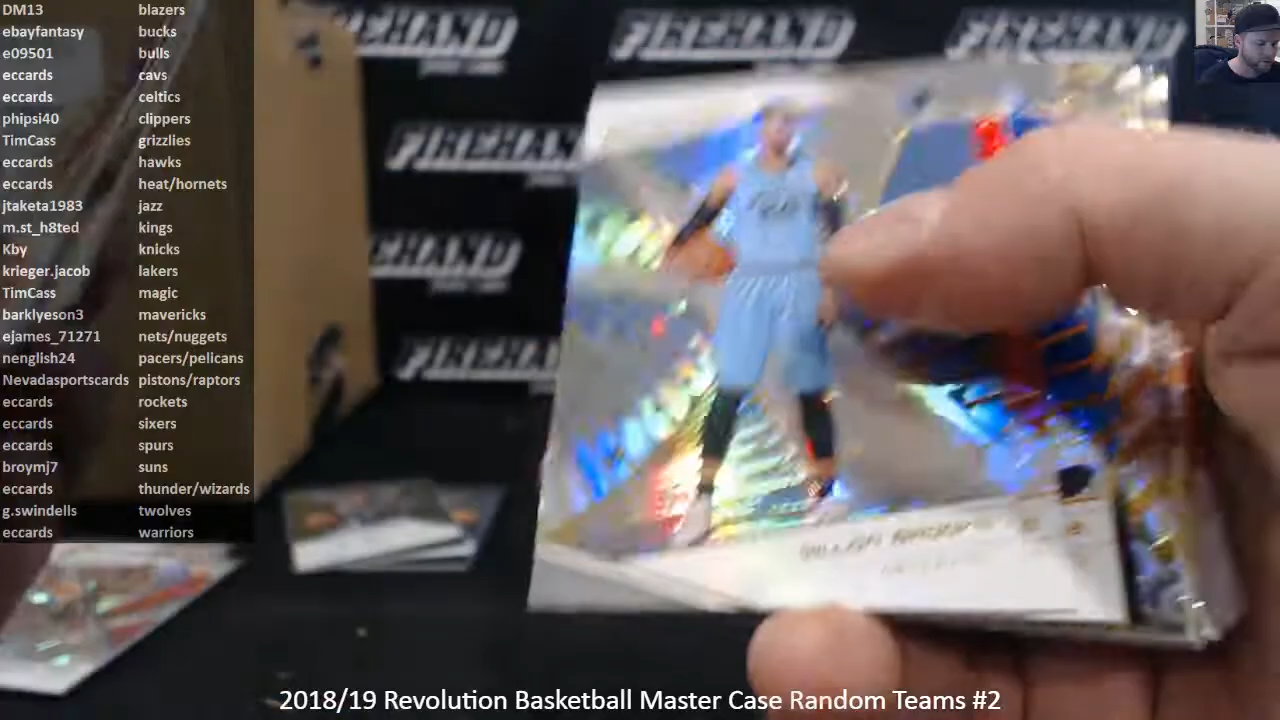 DM13 blazers
ebayfantasy bucks
e09501 bulls
eccards cavs
eccards celtics
phipsi40 clippers
TimCass grizzlies
eccards hawks
eccards heat/hornets
jtaketa1983 jazz
m.st_h8ted kings
Kby knicks
krieger.jacob lakers
TimCass magic
barklyeson3 mavericks
ejames_71271 nets/nuggets
nenglish24 pacers/pelicans
Nevadasportscards pistons/raptors
eccards rockets
eccards sixers
eccards spurs
broymj7 suns
eccards thunder/wizards
g.swindells twolves
eccards warriors
FIREHAND FIREHAND FIREHAND
FIREHAND
FIREHAND
FIREHAND
2018/19 Revolution Basketball Master Case Random Teams #2